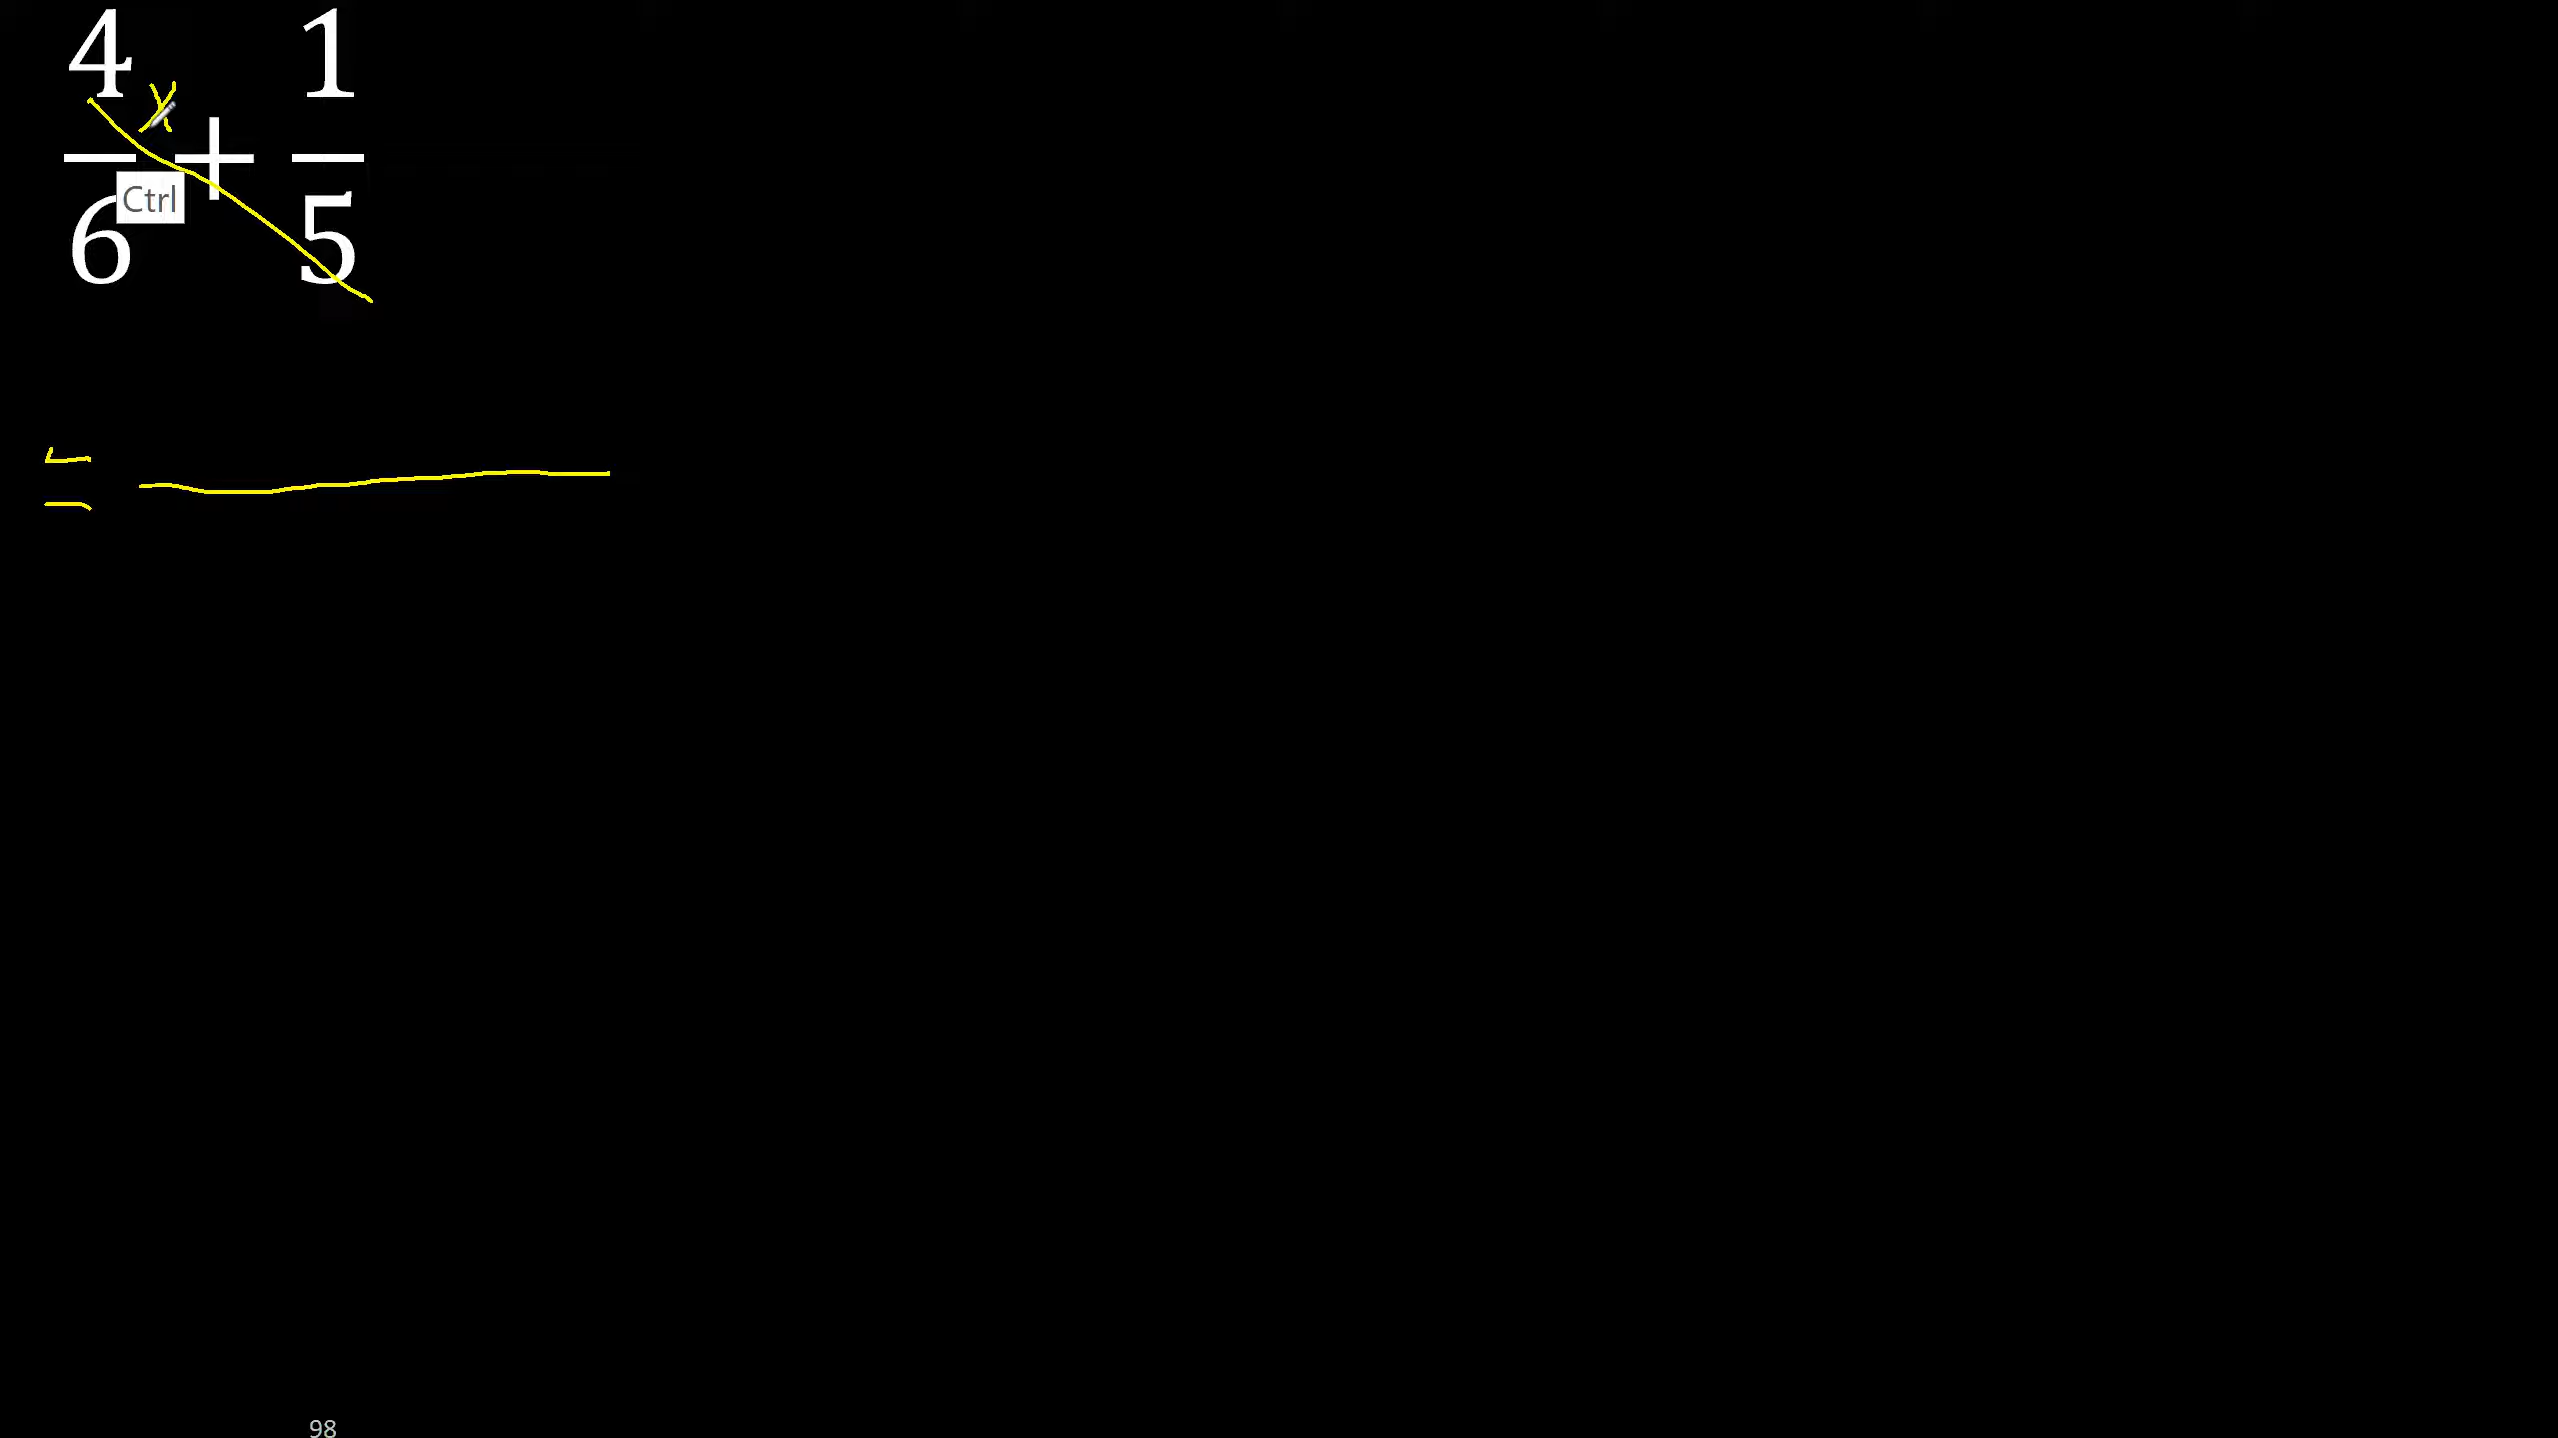 4 x 1
— + —
6 Ctrl 5
=
98